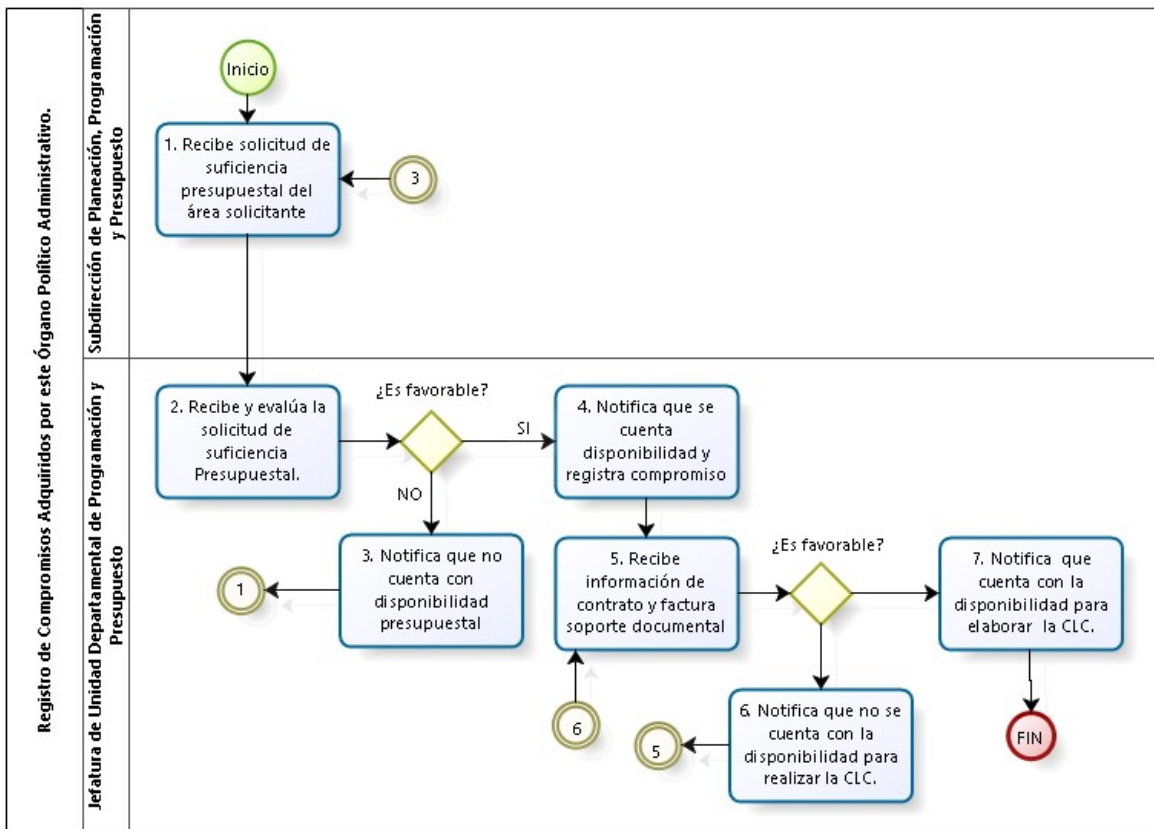 Registro de Compromisos Adquiridos por este Órgano Político Administrativo.
Subdirección de Planeación, Programación
y Presupuesto
Inicio
1. Recibe solicitud de
suficiencia
presupuestal del
área solicitante
3
Jefatura de Unidad Departamental de Programación y
Presupuesto
2. Recibe y evalúa la
solicitud de
suficiencia
Presupuestal.
¿Es favorable?
SI
NO
4. Notifica que se
cuenta
disponibilidad y
registra compromiso
3. Notifica que no
cuenta con
disponibilidad
presupuestal
1
5. Recibe
información de
contrato y factura
soporte documental
¿Es favorable?
7. Notifica que
cuenta con la
disponibilidad para
elaborar la CLC.
6
6. Notifica que no se
cuenta con la
disponibilidad para
realizar la CLC.
5
FIN